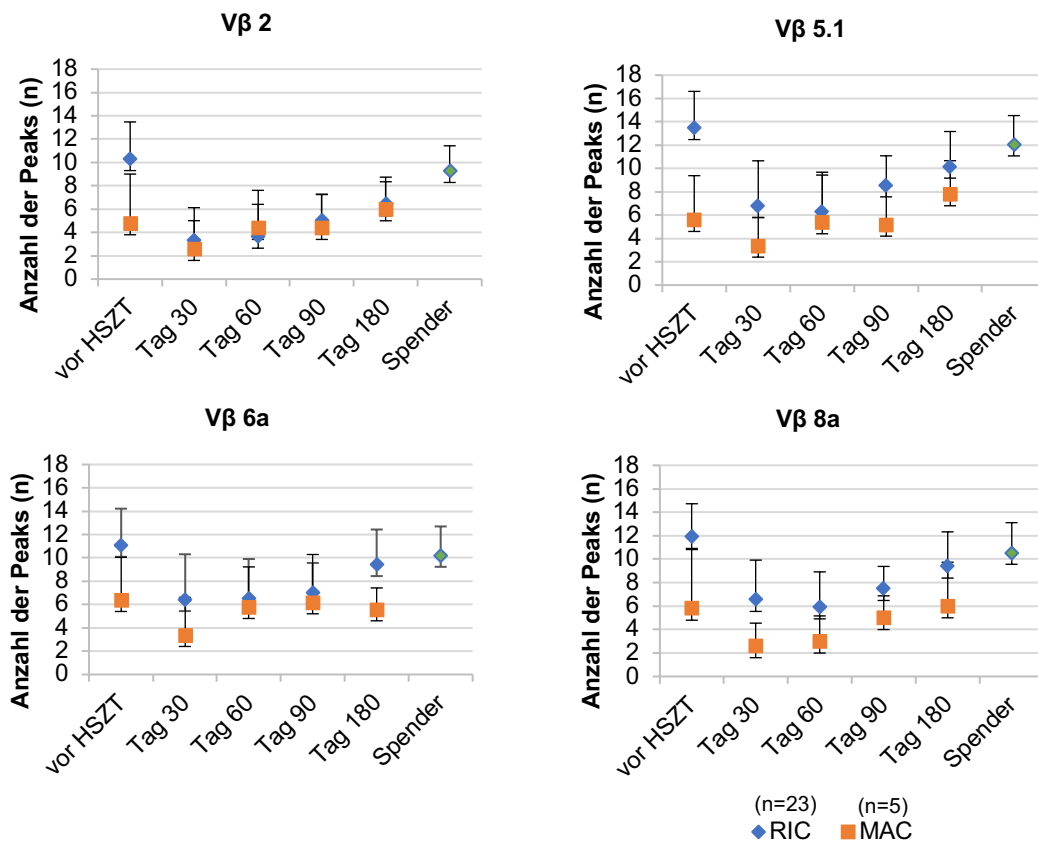 Vβ 2
Anzahl der Peaks (n)
18
16
14
12
10
8
6
4
2
0
vor HSZT
Tag 30
Tag 60
Tag 90
Tag 180
Spender
Vβ 5.1
Anzahl der Peaks (n)
18
16
14
12
10
8
6
4
2
0
vor HSZT
Tag 30
Tag 60
Tag 90
Tag 180
Spender
Vβ 6a
Anzahl der Peaks (n)
18
16
14
12
10
8
6
4
2
0
vor HSZT
Tag 30
Tag 60
Tag 90
Tag 180
Spender
Vβ 8a
Anzahl der Peaks (n)
18
16
14
12
10
8
6
4
2
0
vor HSZT
Tag 30
Tag 60
Tag 90
Tag 180
Spender
(n=23) (n=5)
RIC MAC